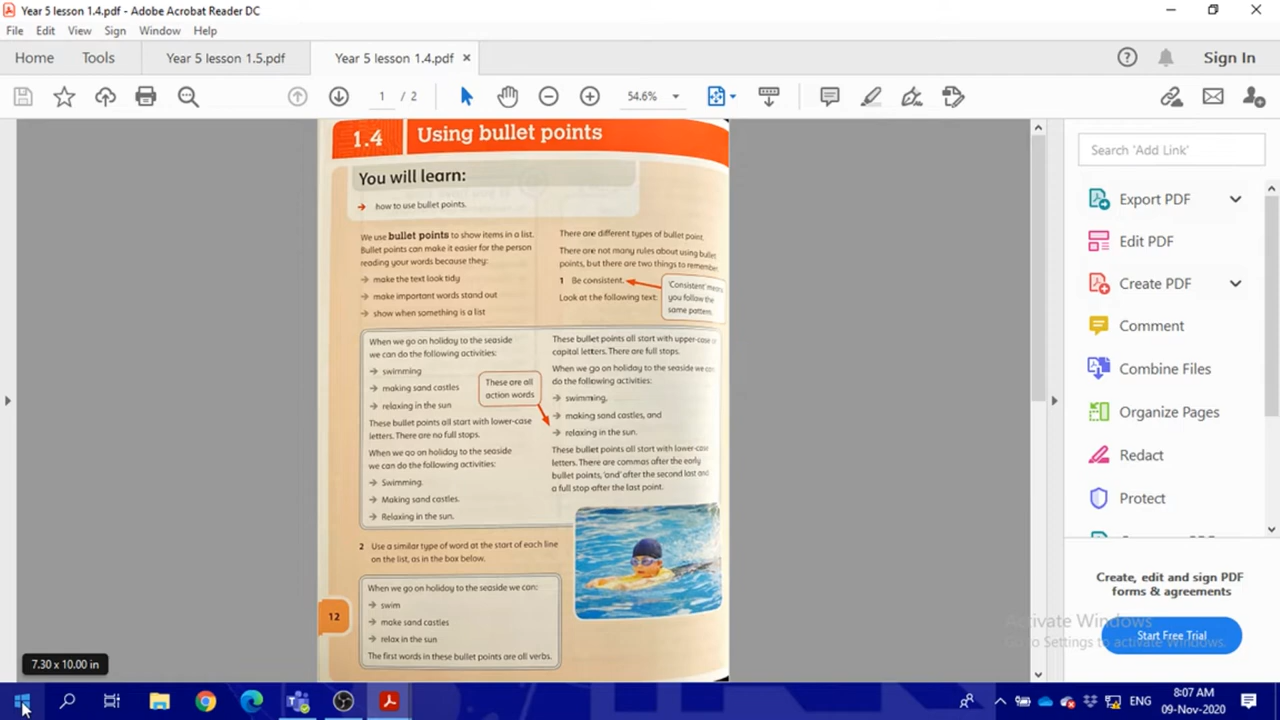 Year 5 lesson 1.4.pdf - Adobe Acrobat Reader DC
File Edit View Sign Window Help
Home Tools Year 5 lesson 1.5.pdf Year 5 lesson 1.4.pdf × Sign In
1 / 2 54.6%
1.4 Using bullet points
You will learn:
how to use bullet points.
We use bullet points to show items in a list.
Bullet points can make it easier for the person
reading your words because they:
→ make the text look tidy
→ make important words stand out
→ show when something is a list
There are different types of bullet point.
There are not many rules about using bullet
points, but there are two things to remember:
1 Be consistent.
Look at the following text:
'Consistent' means
you follow the
same pattern.
When we go on holiday to the seaside
we can do the following activities:
→ swimming
→ making sand castles
→ relaxing in the sun
These bullet points all start with lower-case
letters. There are no full stops.
When we go on holiday to the seaside
we can do the following activities:
→ Swimming.
→ Making sand castles.
→ Relaxing in the sun.
These are all
action words
These bullet points all start with upper-case or
capital letters. There are full stops.
When we go on holiday to the seaside we can
do the following activities:
→ swimming,
→ making sand castles, and
→ relaxing in the sun.
These bullet points all start with lower-case
letters. There are commas after the early
bullet points, 'and' after the second last and
a full stop after the last point.
2 Use a similar type of word at the start of each line
on the list, as in the box below.
When we go on holiday to the seaside we can:
→ swim
→ make sand castles
→ relax in the sun
The first words in these bullet points are all verbs.
12
7.30 x 10.00 in
Search 'Add Link'
Export PDF
Edit PDF
Create PDF
Comment
Combine Files
Organize Pages
Redact
Protect
Create, edit and sign PDF
forms & agreements
Start Free Trial
Activate Windows
Go to Settings to activate Windows.
ENG
8:07 AM
09-Nov-2020